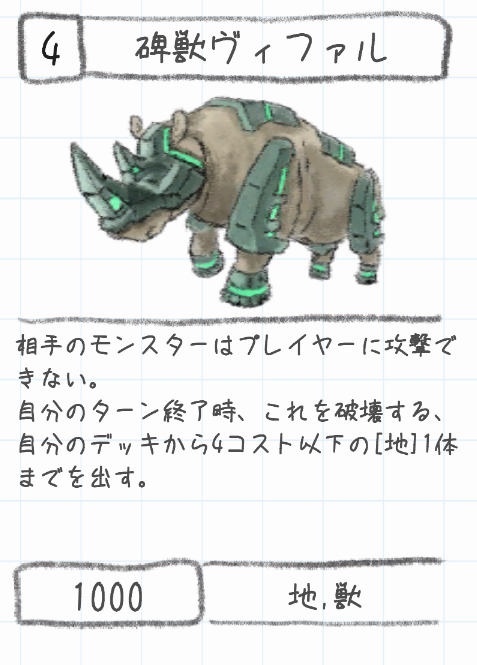 4
碑獣ヴィファル
相手のモンスターはプレイヤーに攻撃で
きない。
自分のターン終了時、これを破壊する、
自分のデッキから4コスト以下の[地]1体
までを出す。
1000
地,獣